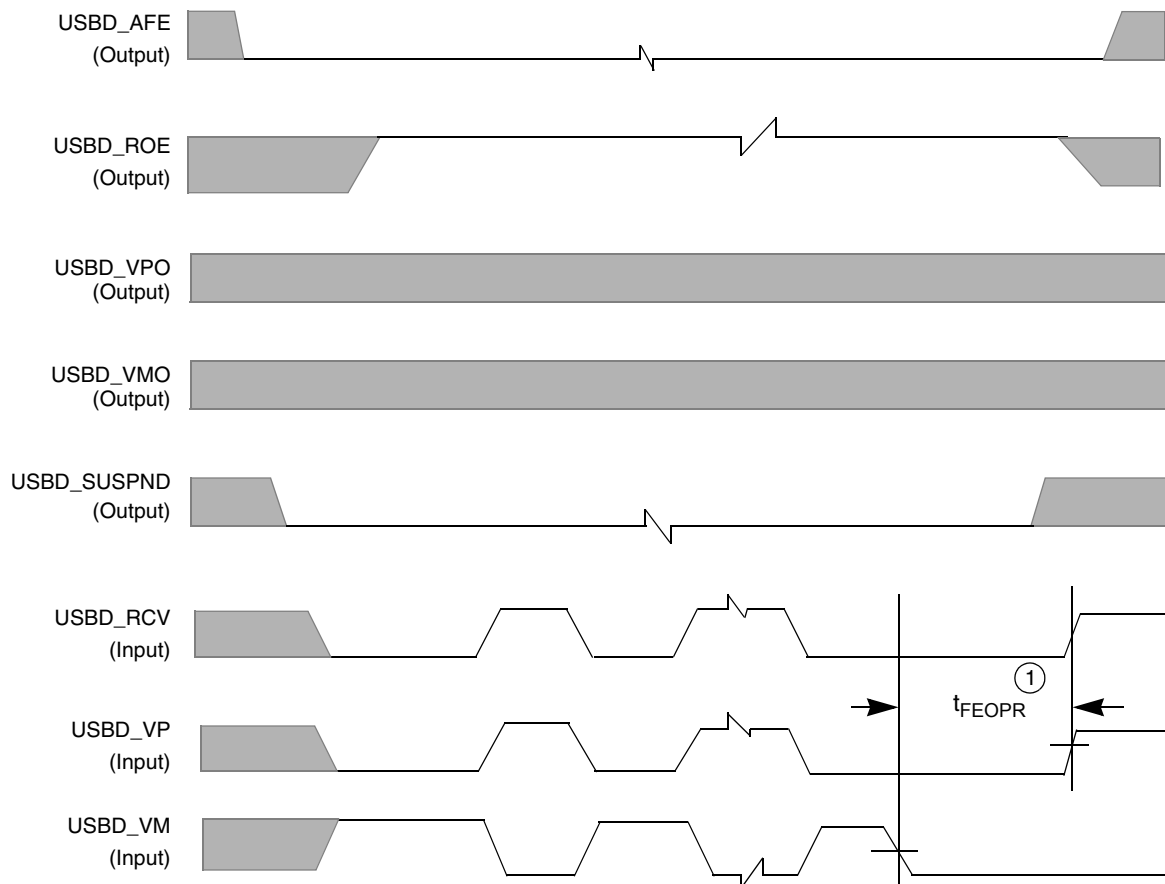 USBD_AFE
(Output)
USBD_ROE
(Output)
USBD_VPO
(Output)
USBD_VMO
(Output)
USBD_SUSPND
(Output)
USBD_RCV
(Input)
1
tFEOPR
USBD_VP
(Input)
USBD_VM
(Input)